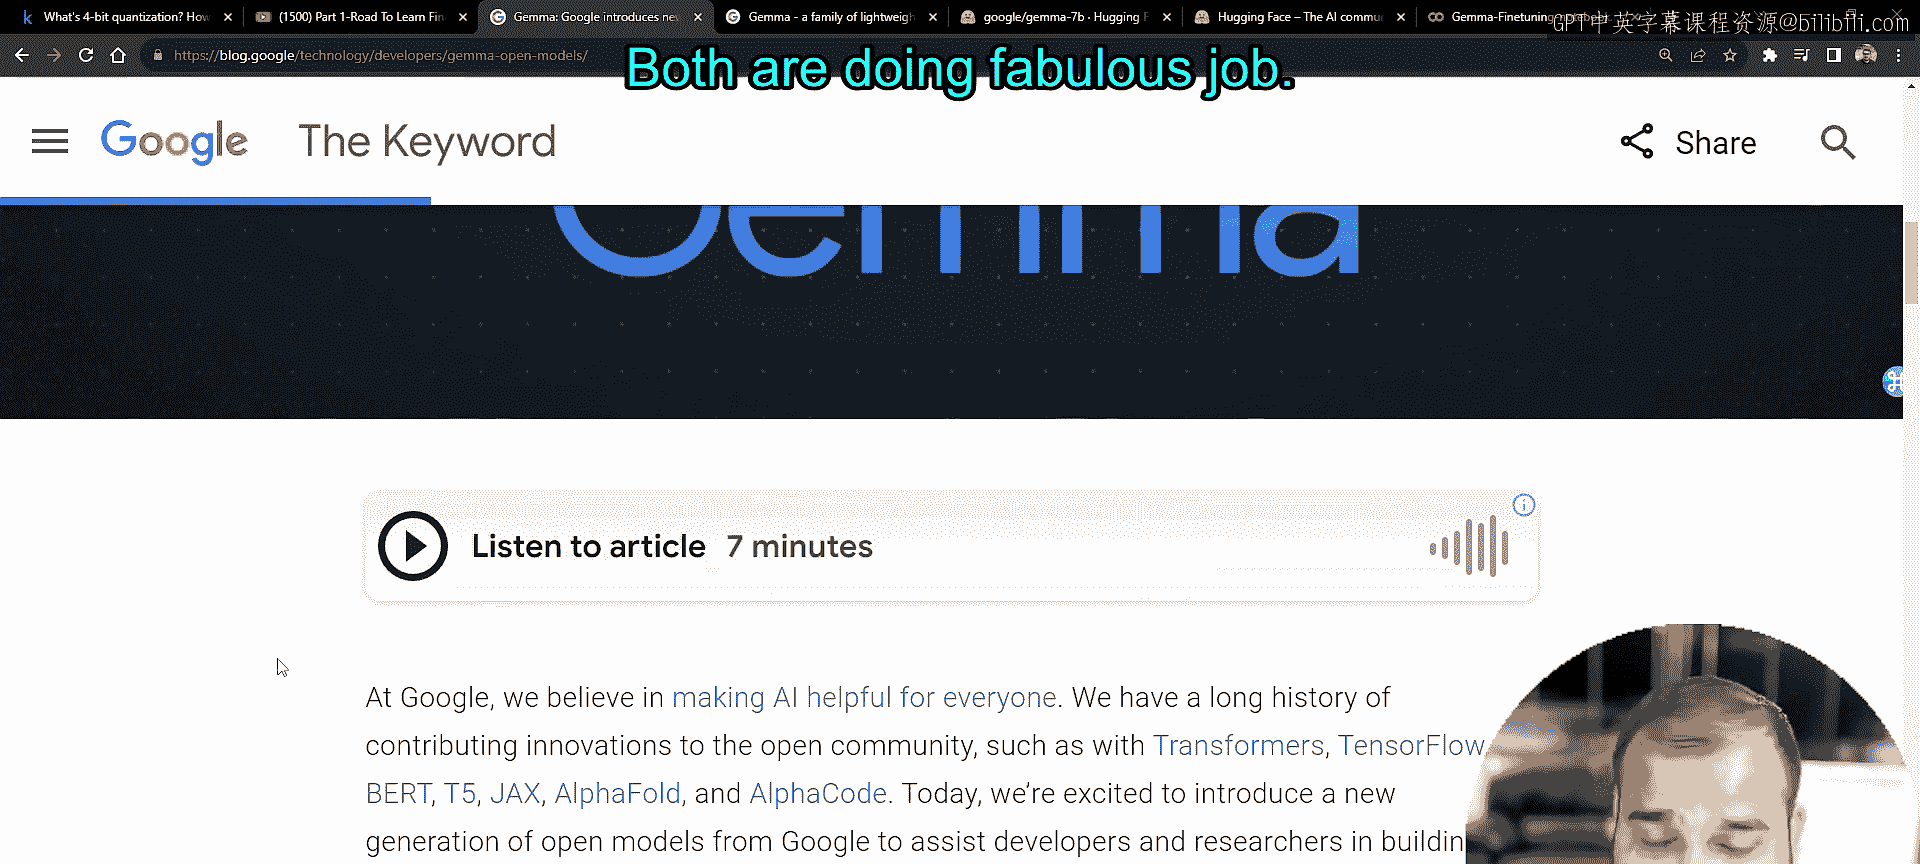 What's 4-bit quantization? How
(1500) Part 1-Road To Learn Fin
Gemma: Google introduces new
Gemma - a family of lightweigh
google/gemma-7b · Hugging F
Hugging Face – The AI commu
Gemma-Finetuning notebook.
GPT中英字幕课程资源@bilibili.com
https://blog.google/technology/developers/gemma-open-models/
Both are doing fabulous job.
Google The Keyword
Share
Gemma
Listen to article 7 minutes
At Google, we believe in making AI helpful for everyone. We have a long history of
contributing innovations to the open community, such as with Transformers, TensorFlow,
BERT, T5, JAX, AlphaFold, and AlphaCode. Today, we’re excited to introduce a new
generation of open models from Google to assist developers and researchers in buildin